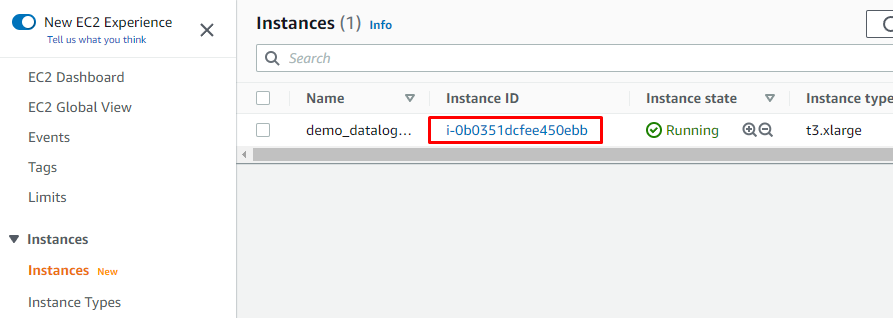 New EC2 Experience
Tell us what you think
EC2 Dashboard
EC2 Global View
Events
Tags
Limits
Instances
Instances New
Instance Types
Instances (1) Info
Search
Name Instance ID Instance state Instance type
demo_datalog... i-0b0351dcfee450ebb Running t3.xlarge